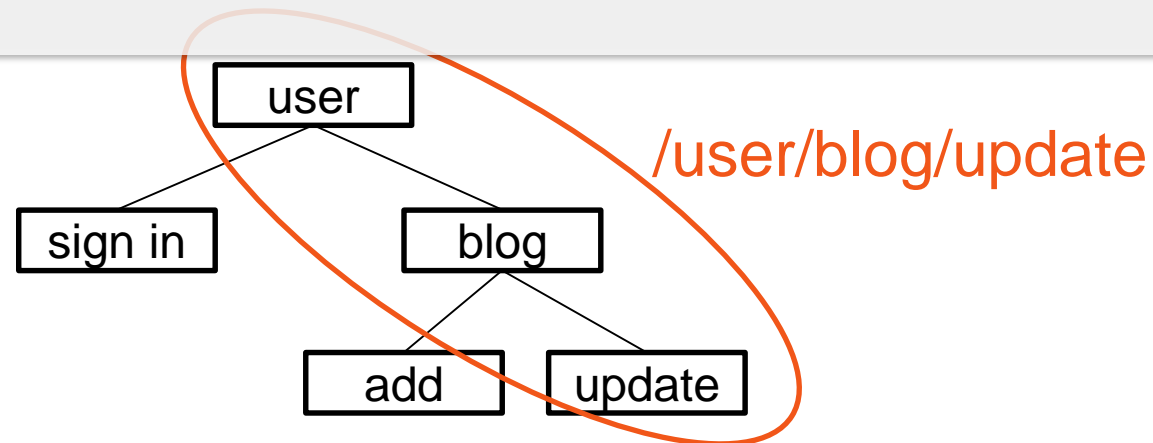 user
/user/blog/update
sign in
blog
add
update